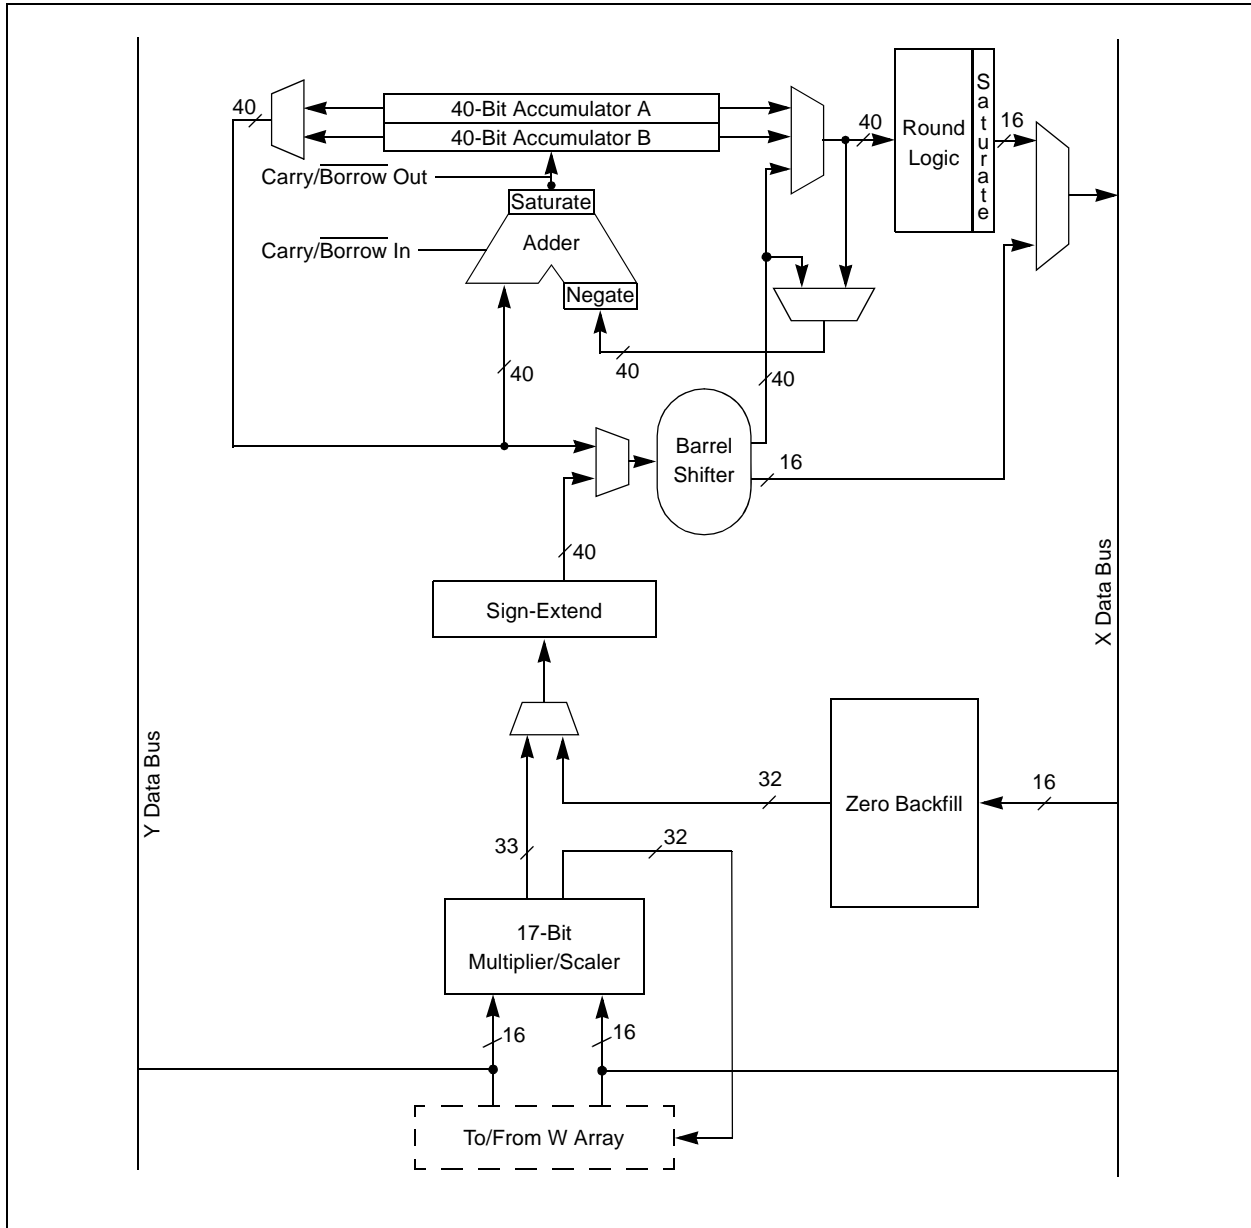 40
40-Bit Accumulator A
40-Bit Accumulator B
40
Round
Logic
Saturate
16
Carry/Borrow Out
Saturate
Carry/Borrow In
Adder
Negate
40
40
40
Barrel
Shifter
16
40
Sign-Extend
X Data Bus
Y Data Bus
32
Zero Backfill
16
33
32
17-Bit
Multiplier/Scaler
16
16
To/From W Array